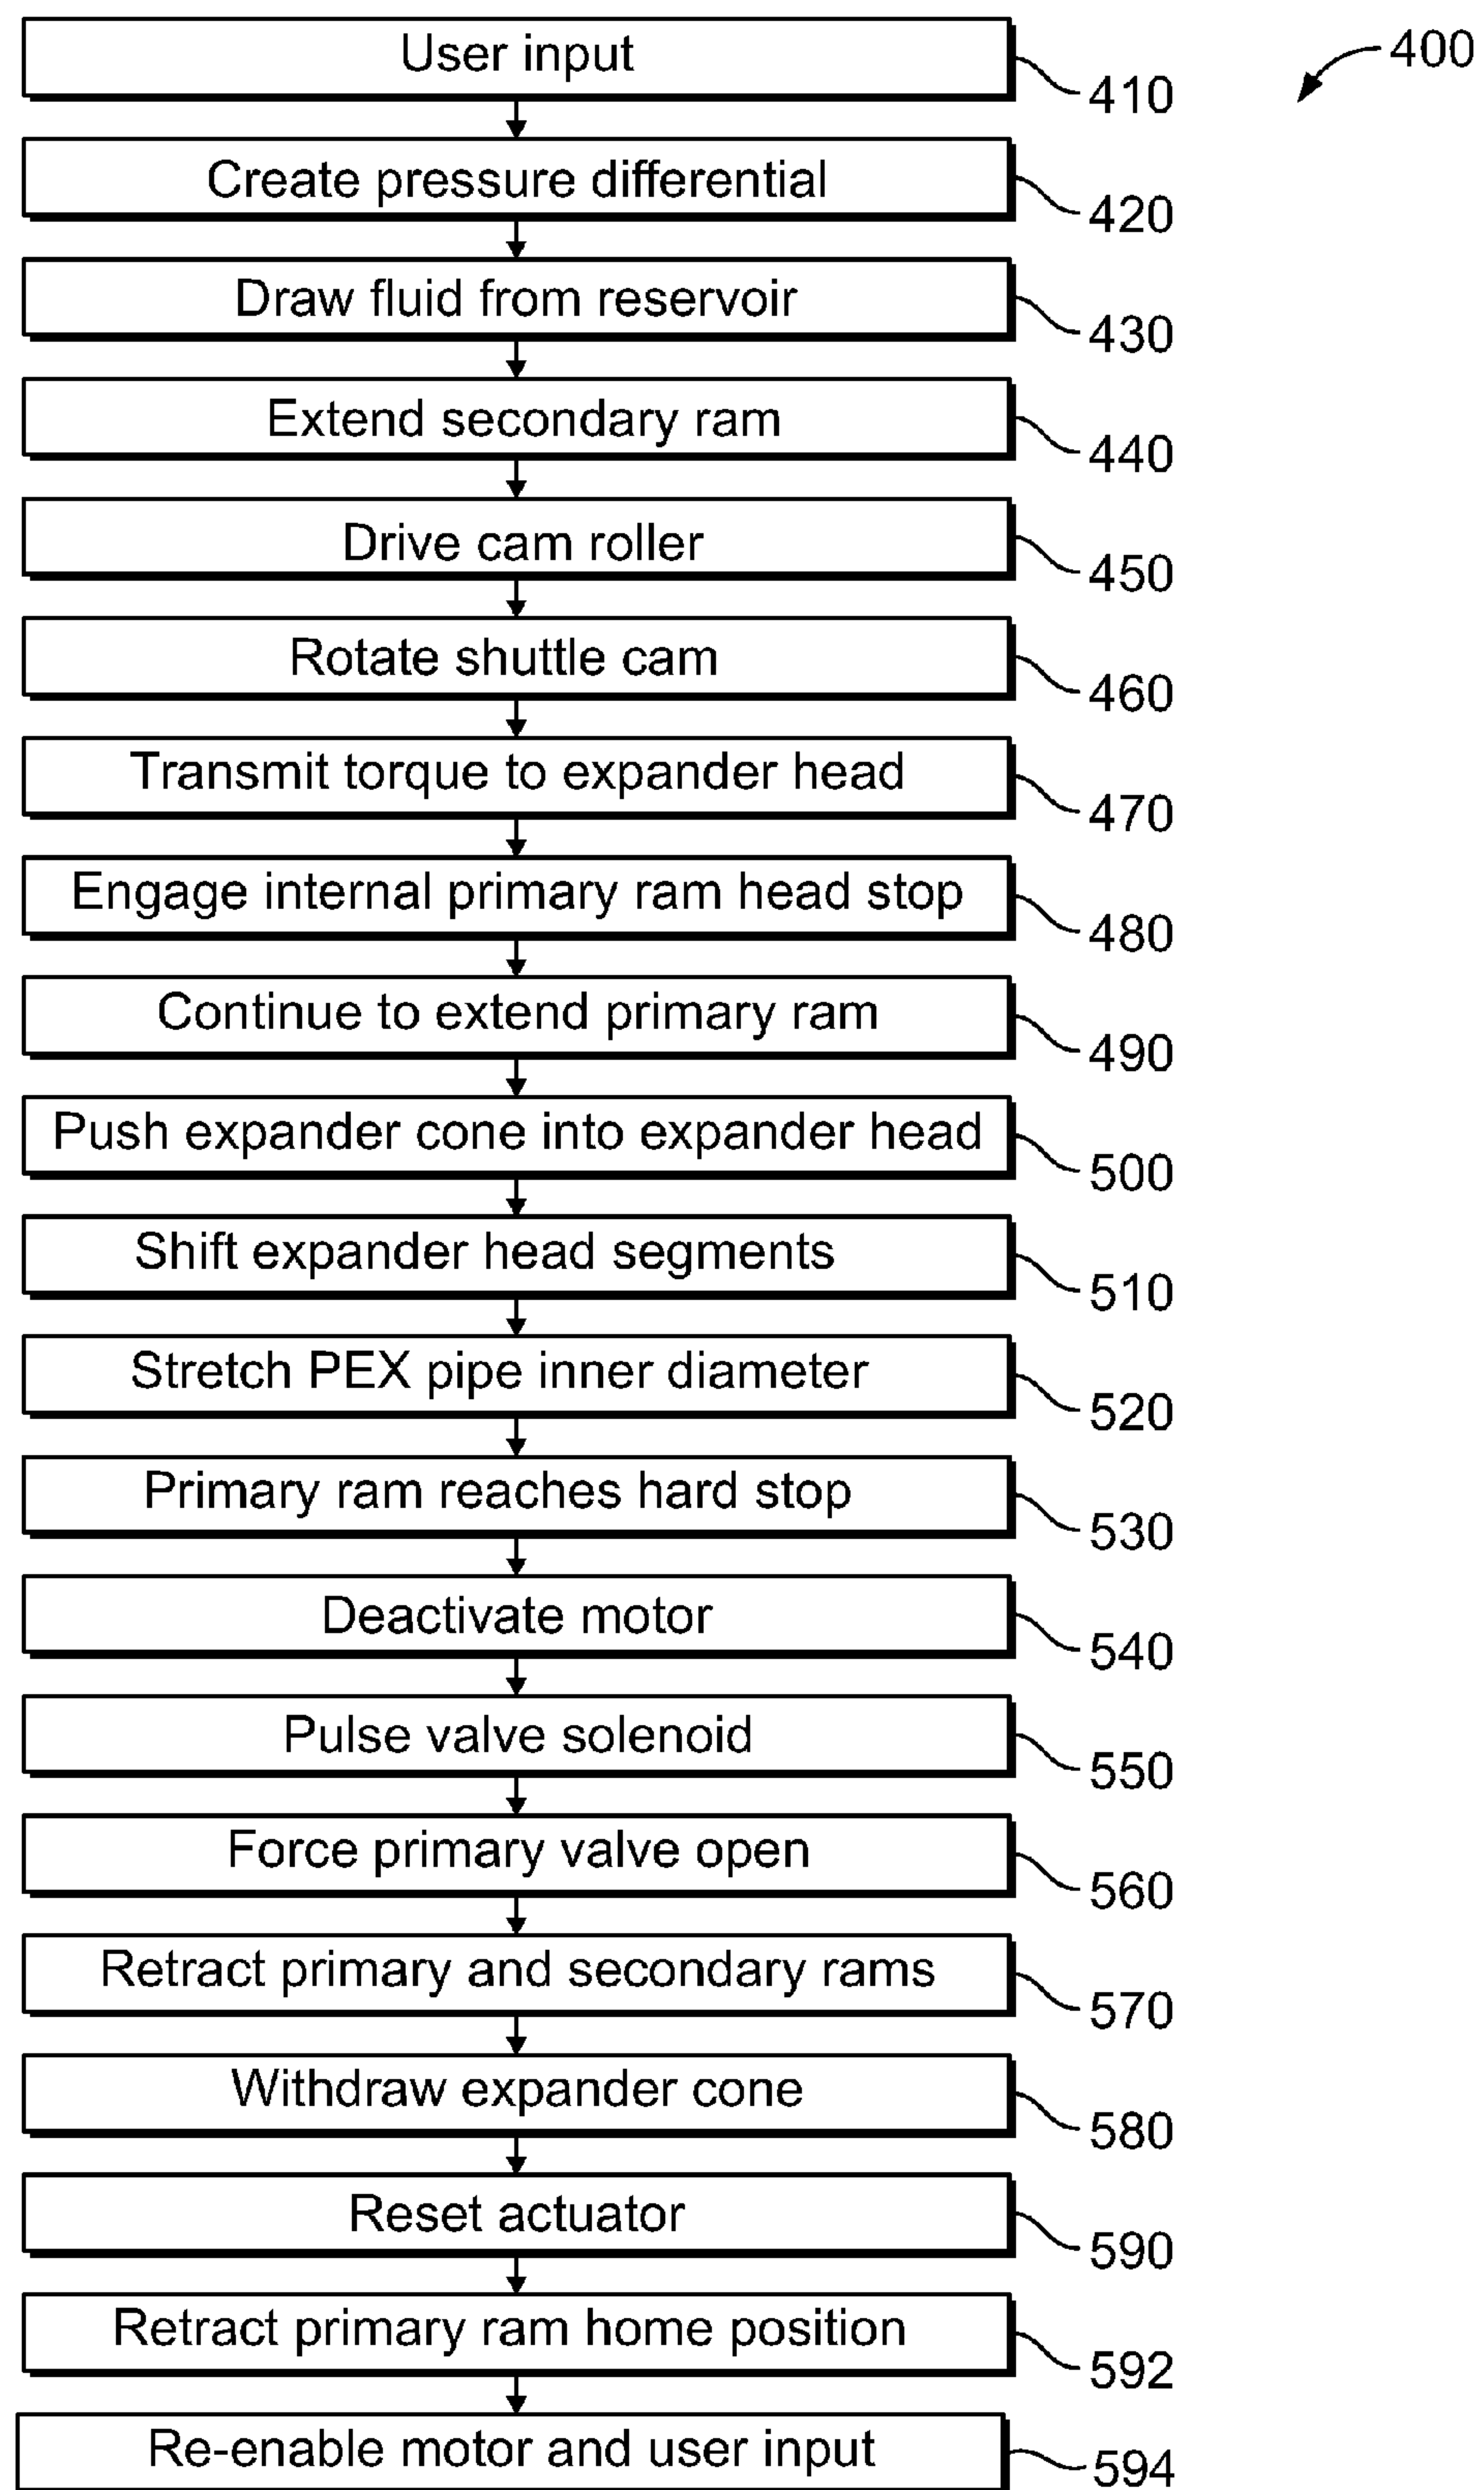 400
User input
410
Create pressure differential
420
Draw fluid from reservoir
430
Extend secondary ram
440
Drive cam roller
450
Rotate shuttle cam
460
Transmit torque to expander head
470
Engage internal primary ram head stop
480
Continue to extend primary ram
490
Push expander cone into expander head
500
Shift expander head segments
510
Stretch PEX pipe inner diameter
520
Primary ram reaches hard stop
530
Deactivate motor
540
Pulse valve solenoid
550
Force primary valve open
560
Retract primary and secondary rams
570
Withdraw expander cone
580
Reset actuator
590
Retract primary ram home position
592
Re-enable motor and user input
594